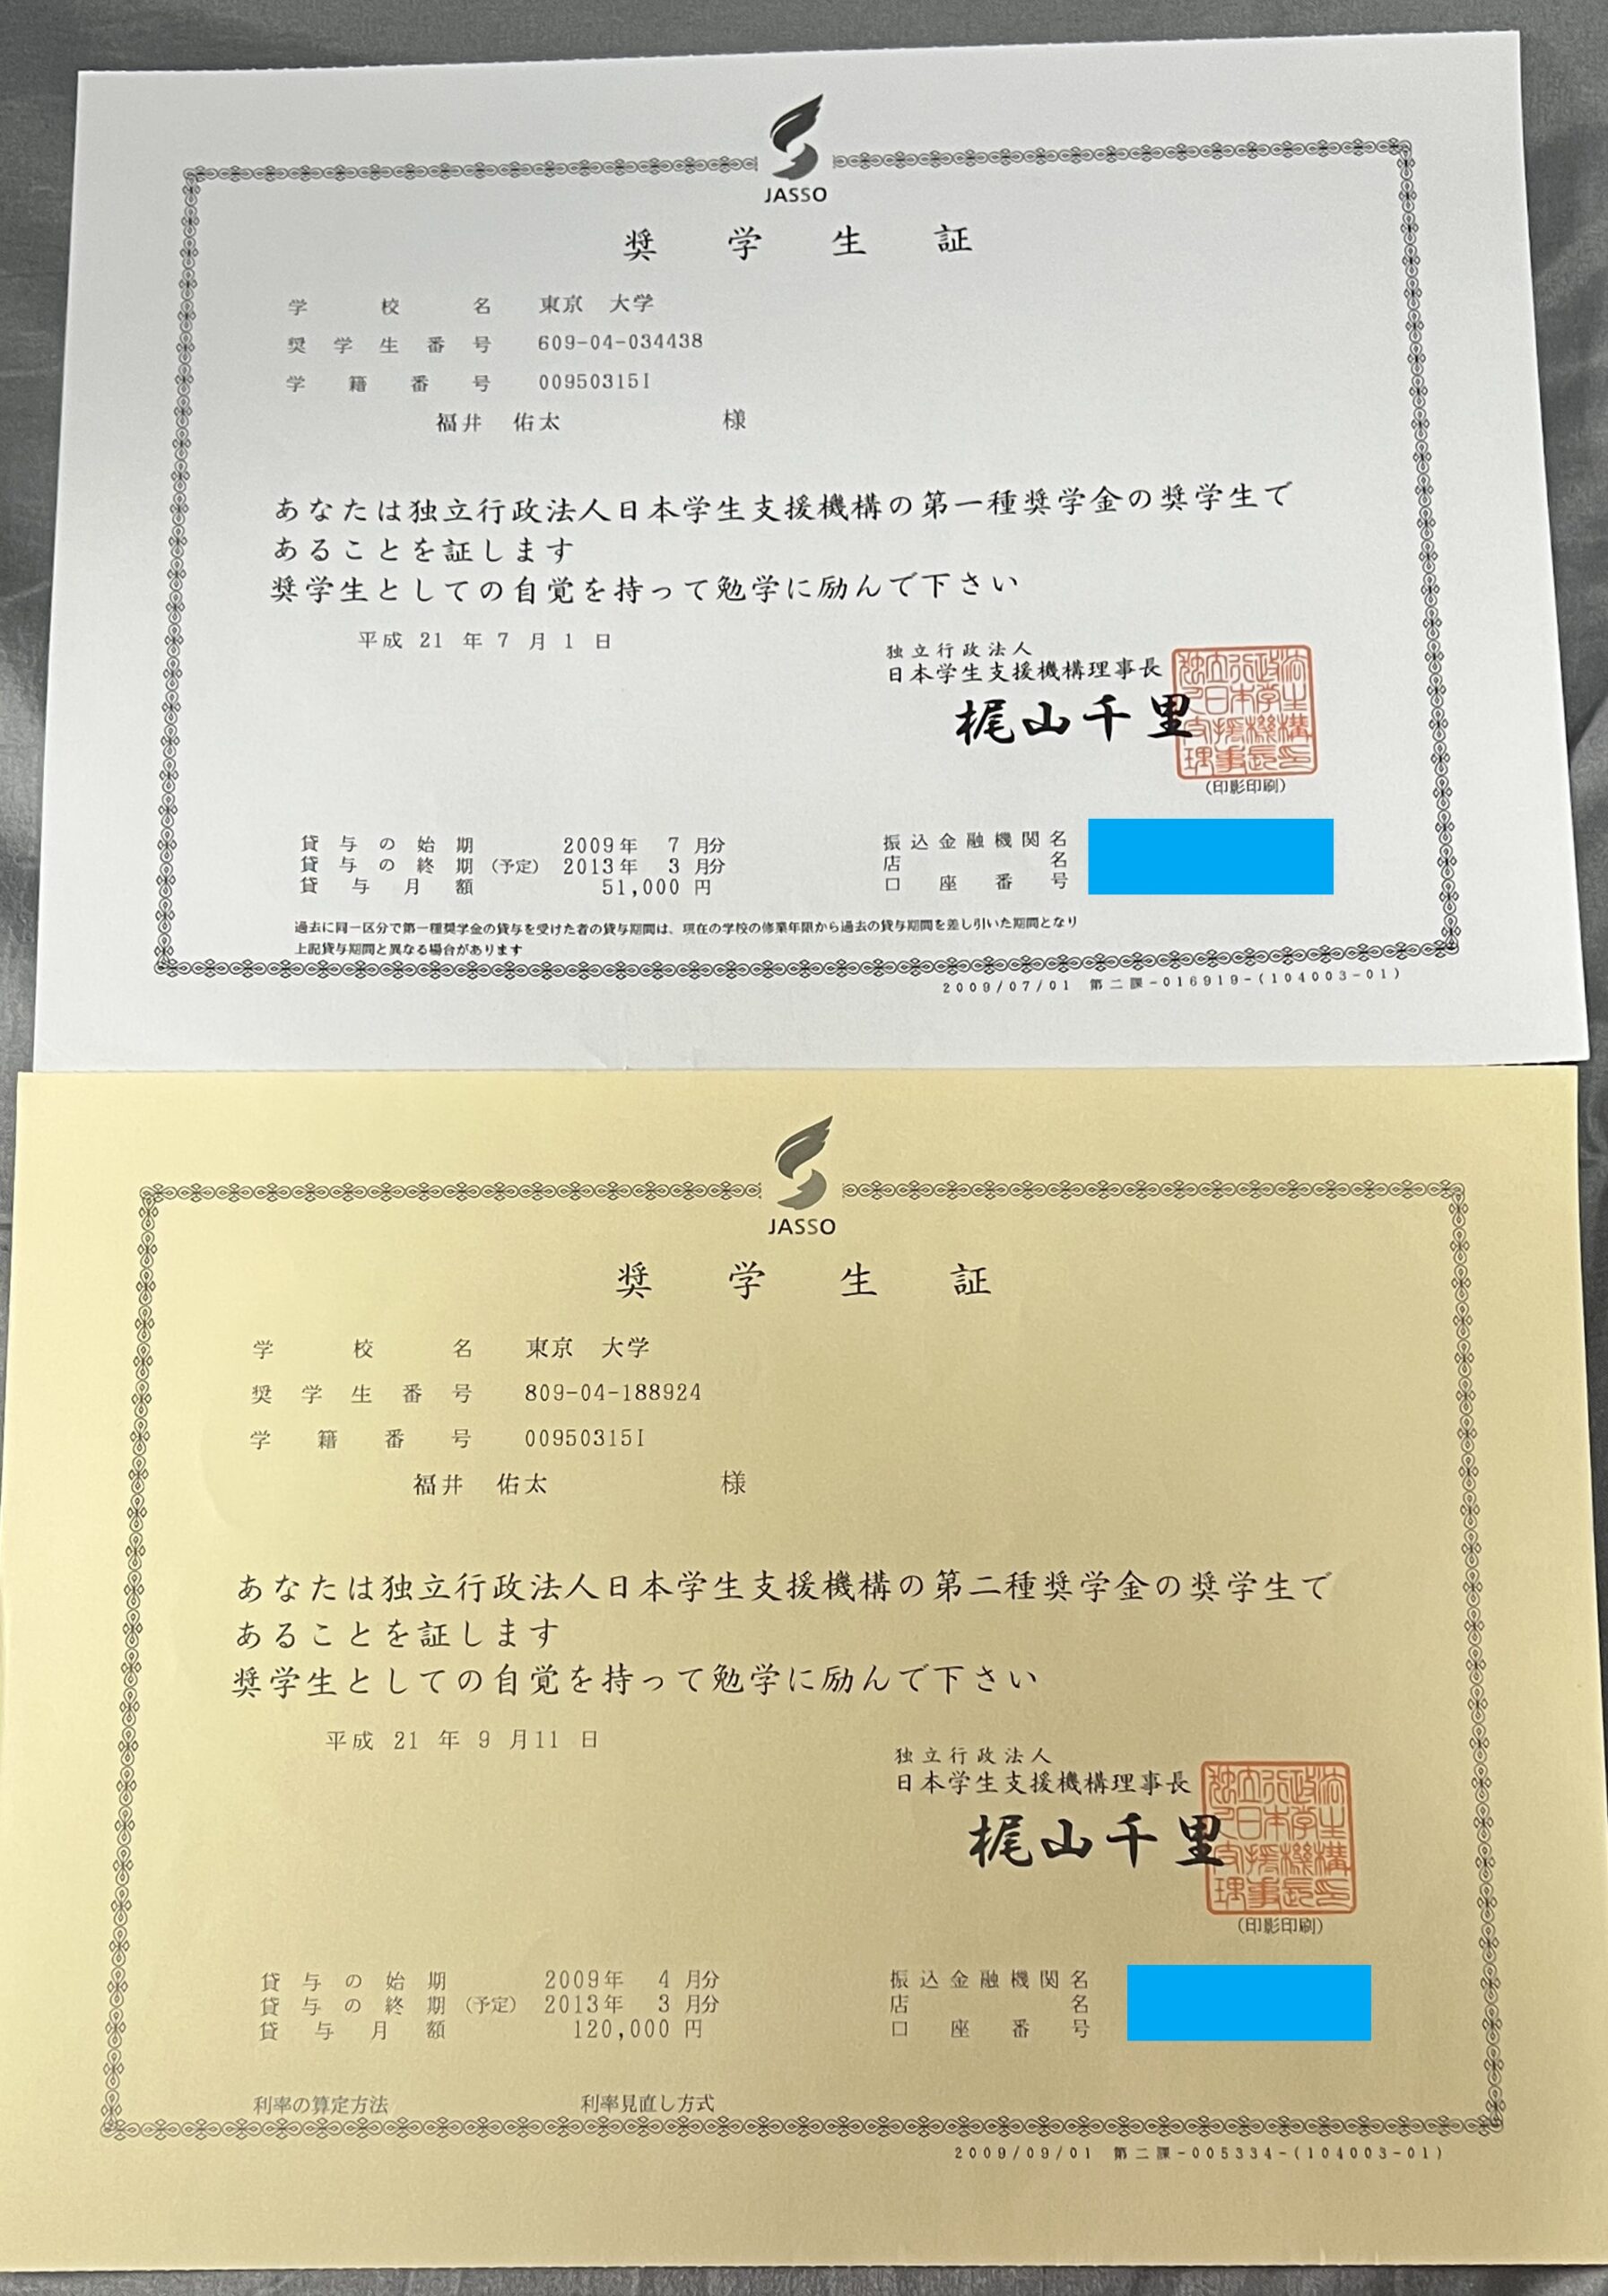 JASSO
奨学生証
学校名 東京 大学
奨学生番号 609-04-034438
学籍番号 00950315I
福井 佑太 様
あなたは独立行政法人日本学生支援機構の第一種奨学金の奨学生で
あることを証します
奨学生としての自覚を持って勉学に励んで下さい
平成 21 年 7 月 1 日
独立行政法人
日本学生支援機構理事長
梶山千里
(印影印刷)
貸与の始期 2009年 7 月分
貸与の終期(予定) 2013年 3 月分
貸与月額 51,000 円
振込金融機関名
店名
口座番号
過去に同一区分で第一種奨学金の貸与を受けた者の貸与期間は、現在の学校の修業年限から過去の貸与期間を差し引いた期間となり
上記貸与期間と異なる場合があります
2009/07/01 第二課-016919-(104003-01)
JASSO
奨学生証
学校名 東京 大学
奨学生番号 809-04-188924
学籍番号 00950315I
福井 佑太 様
あなたは独立行政法人日本学生支援機構の第二種奨学金の奨学生で
あることを証します
奨学生としての自覚を持って勉学に励んで下さい
平成 21 年 9 月11 日
独立行政法人
日本学生支援機構理事長
梶山千里
(印影印刷)
貸与の始期 2009年 4 月分
貸与の終期(予定) 2013年 3 月分
貸与月額 120,000 円
振込金融機関名
店名
口座番号
利率の算定方法 利率見直し方式
2009/09/01 第二課-005334-(104003-01)